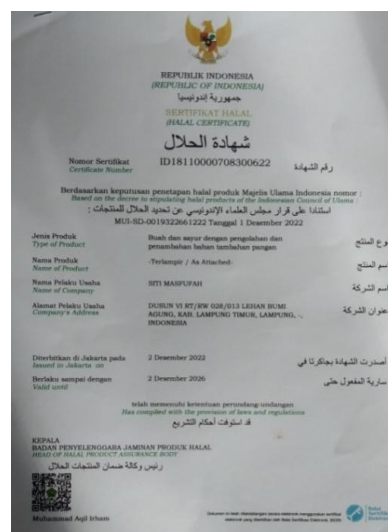 REPUBLIK INDONESIA
(REPUBLIC OF INDONESIA)
جمهورية إندونيسيا
SERTIFIKAT HALAL
(HALAL CERTIFICATE)
شهادة الحلال
Nomor Sertifikat ID18110000708300622 رقم الشهادة
Certificate Number
Berdasarkan keputusan penetapan halal produk Majelis Ulama Indonesia nomor :
Based on the decree to stipulating halal products of the Indonesian Council of Ulama :
استنادا على قرار مجلس العلماء الإندونيسي عن تحديد الحلال للمنتجات :
MUI-SD-0019322661222 Tanggal 1 Desember 2022
Jenis Produk Buah dan sayur dengan pengolahan dan نوع المنتج
Type of Product penambahan bahan tambahan pangan
Nama Produk -Terlampir / As Attached- اسم المنتج
Name of Product
Nama Pelaku Usaha SITI MASFUFAH اسم الشركة
Name of Company
Alamat Pelaku Usaha DUSUN VI RT/RW 028/013 LEHAN BUMI عنوان الشركة
Company's Address AGUNG, KAB. LAMPUNG TIMUR, LAMPUNG, -,
INDONESIA
Diterbitkan di Jakarta pada 2 Desember 2022 أصدرت الشهادة بجاكرتا في
Issued in Jakarta on
Berlaku sampai dengan 2 Desember 2026 سارية المفعول حتى
Valid until
telah memenuhi ketentuan perundang-undangan
Has complied with the provision of laws and regulations
قد استوفت أحكام التشريع
KEPALA
BADAN PENYELENGGARA JAMINAN PRODUK HALAL
HEAD OF HALAL PRODUCT ASSURANCE BODY
رئيس وكالة ضمان المنتجات الحلال
Muhammad Aqil Irham
Balai
Sertifikasi
Elektronik